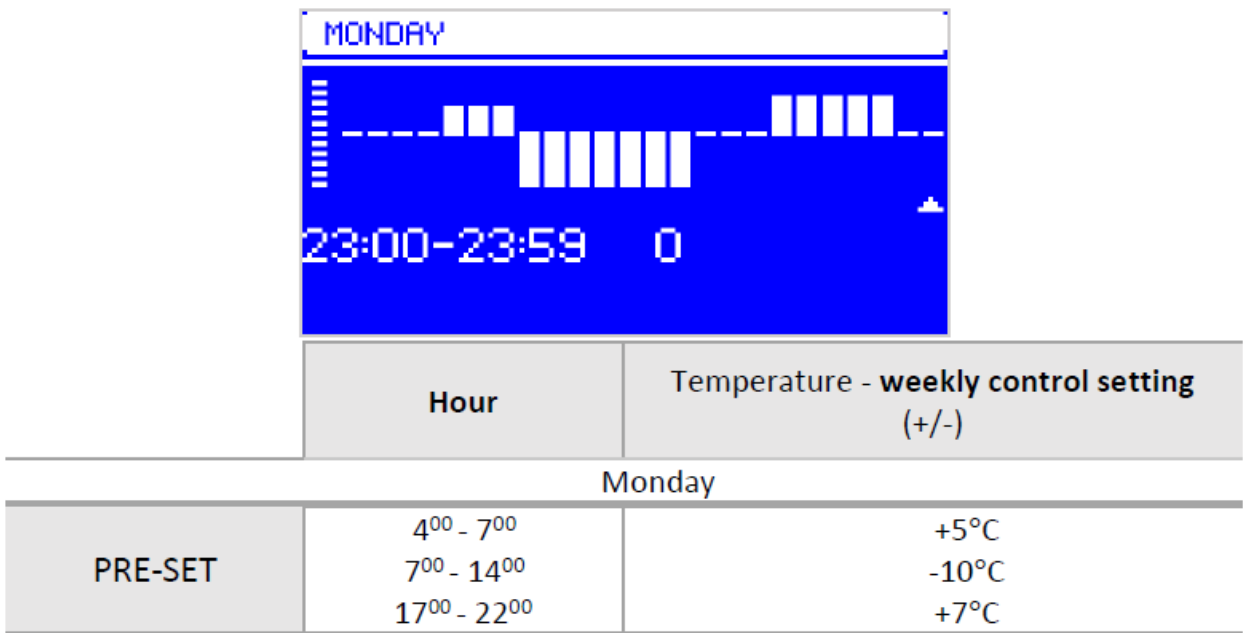 MONDAY
23:00-23:59 0
Hour
Temperature - weekly control setting
(+/-)
Monday
PRE-SET
4⁰⁰ - 7⁰⁰ +5°C
7⁰⁰ - 14⁰⁰ -10°C
17⁰⁰ - 22⁰⁰ +7°C